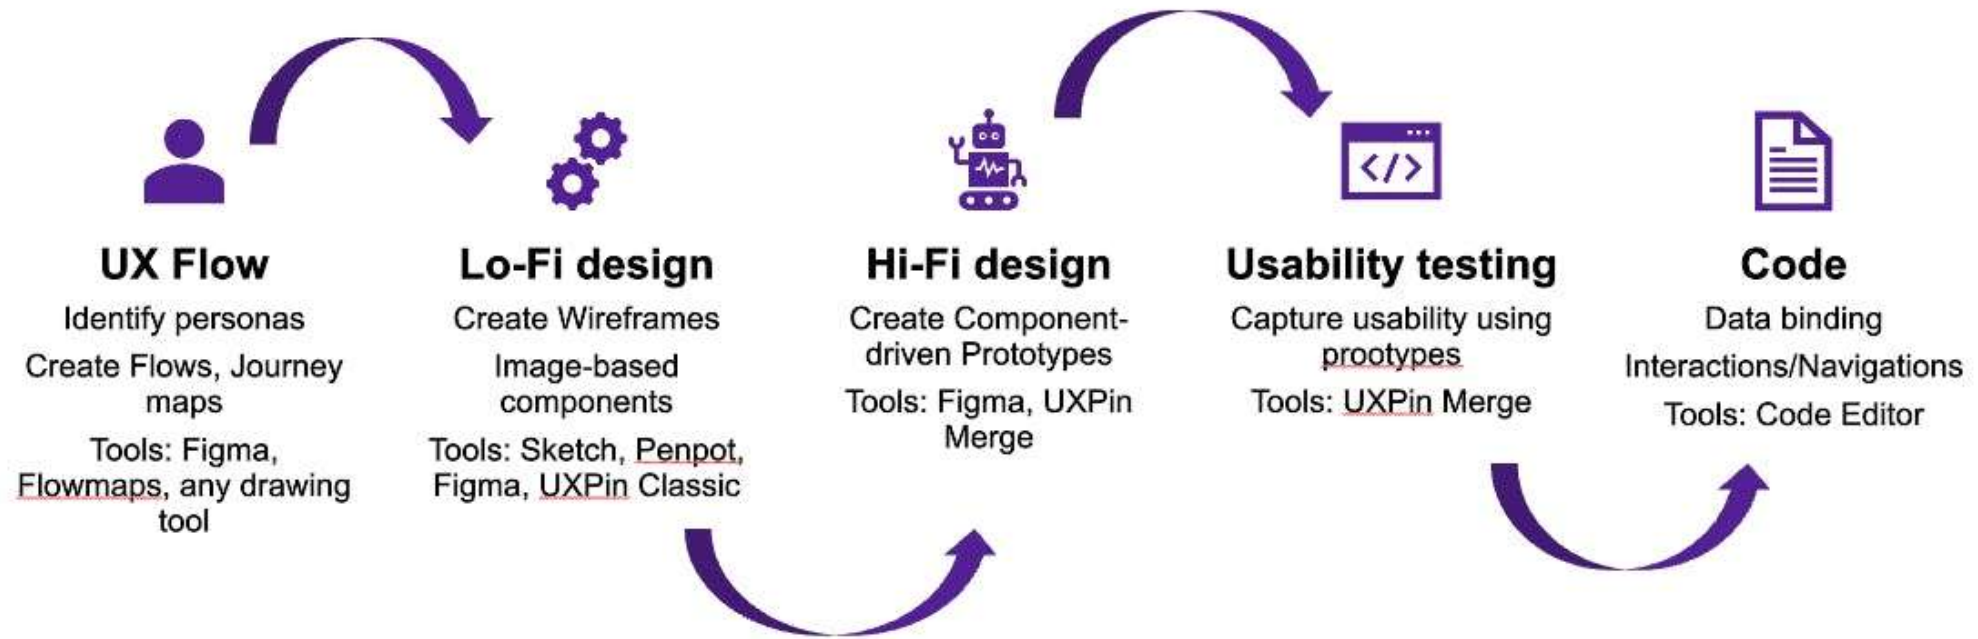 UX Flow
Identify personas
Create Flows, Journey
maps
Tools: Figma,
Flowmaps, any drawing
tool
Lo-Fi design
Create Wireframes
Image-based
components
Tools: Sketch, Penpot,
Figma, UXPin Classic
Hi-Fi design
Create Component-
driven Prototypes
Tools: Figma, UXPin
Merge
Usability testing
Capture usability using
prootypes
Tools: UXPin Merge
Code
Data binding
Interactions/Navigations
Tools: Code Editor